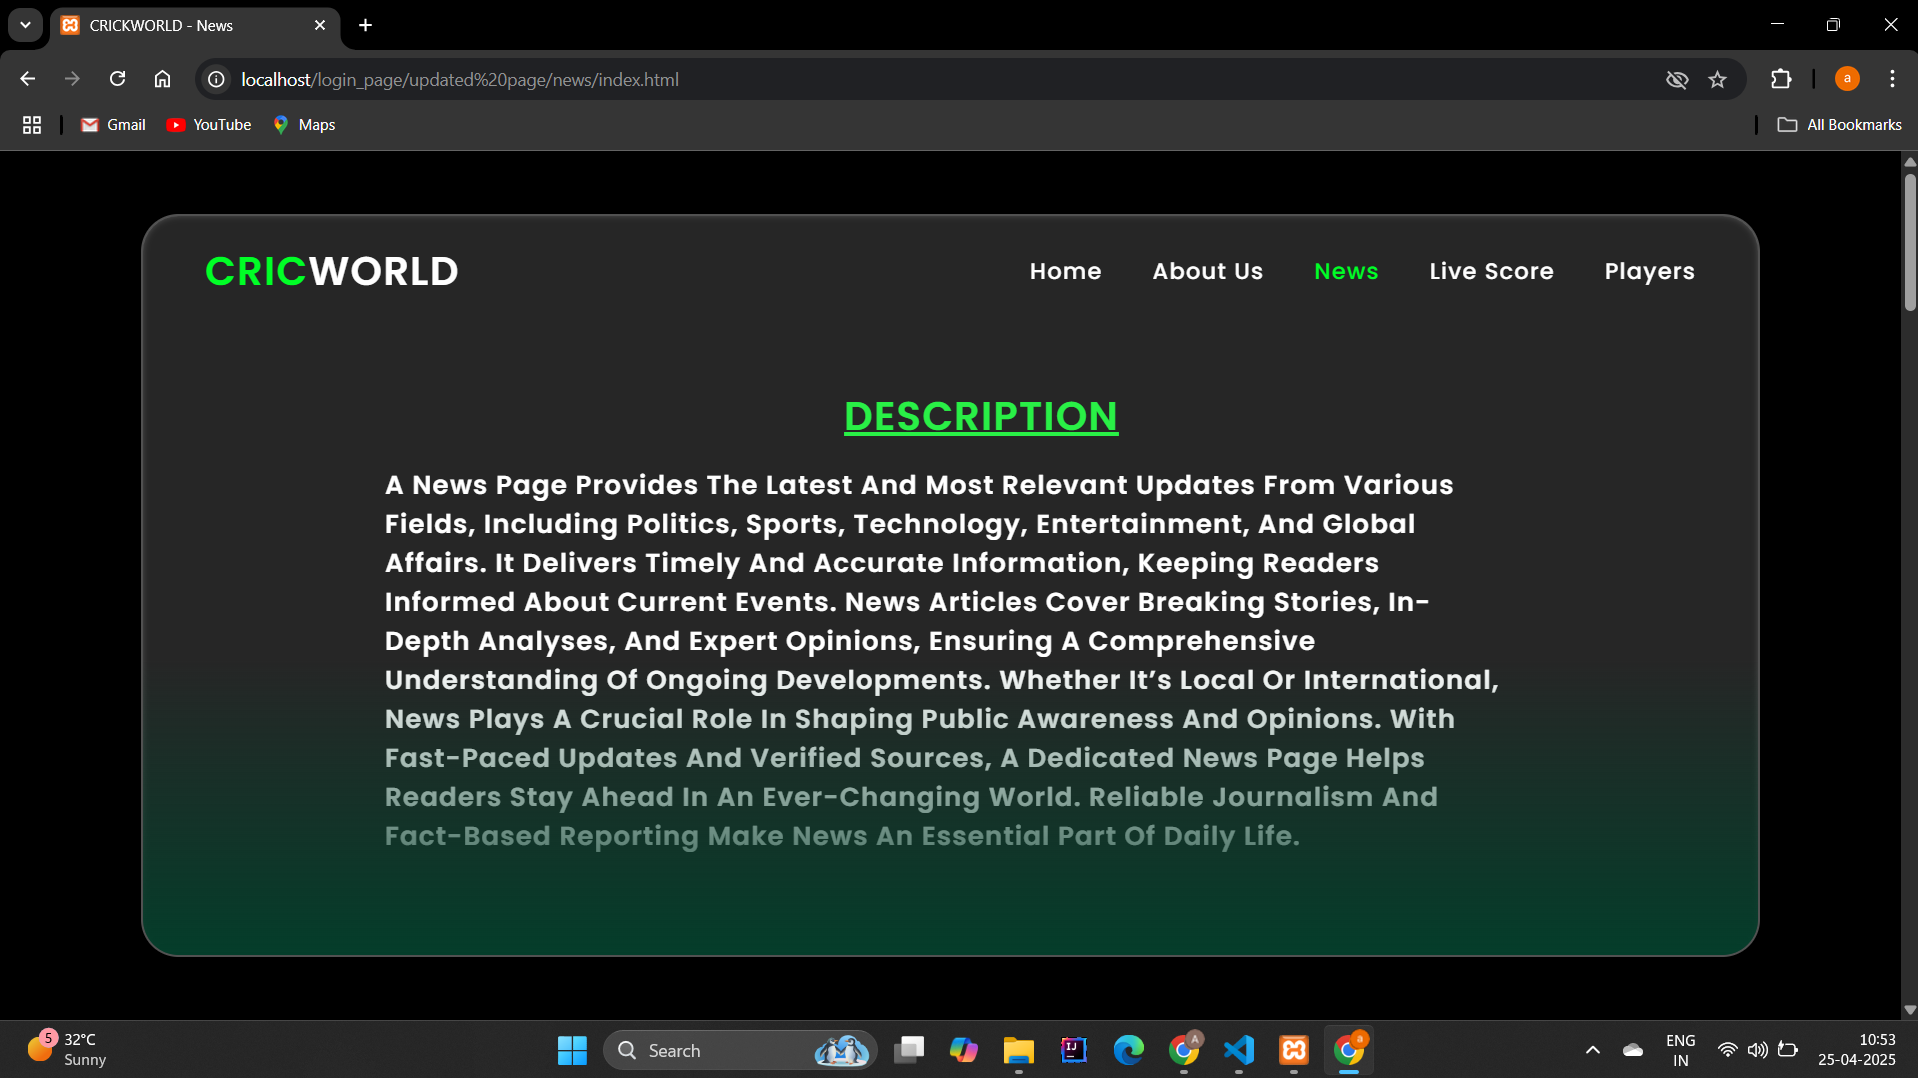 CRICKWORLD - News
localhost/login_page/updated%20page/news/index.html
a
Gmail
YouTube
Maps
All Bookmarks
CRICWORLD
Home
About Us
News
Live Score
Players
DESCRIPTION
A News Page Provides The Latest And Most Relevant Updates From Various
Fields, Including Politics, Sports, Technology, Entertainment, And Global
Affairs. It Delivers Timely And Accurate Information, Keeping Readers
Informed About Current Events. News Articles Cover Breaking Stories, In-
Depth Analyses, And Expert Opinions, Ensuring A Comprehensive
Understanding Of Ongoing Developments. Whether It’s Local Or International,
News Plays A Crucial Role In Shaping Public Awareness And Opinions. With
Fast-Paced Updates And Verified Sources, A Dedicated News Page Helps
Readers Stay Ahead In An Ever-Changing World. Reliable Journalism And
Fact-Based Reporting Make News An Essential Part Of Daily Life.
5
32°C
Sunny
Search
IJ
A
a
ENG
IN
10:53
25-04-2025